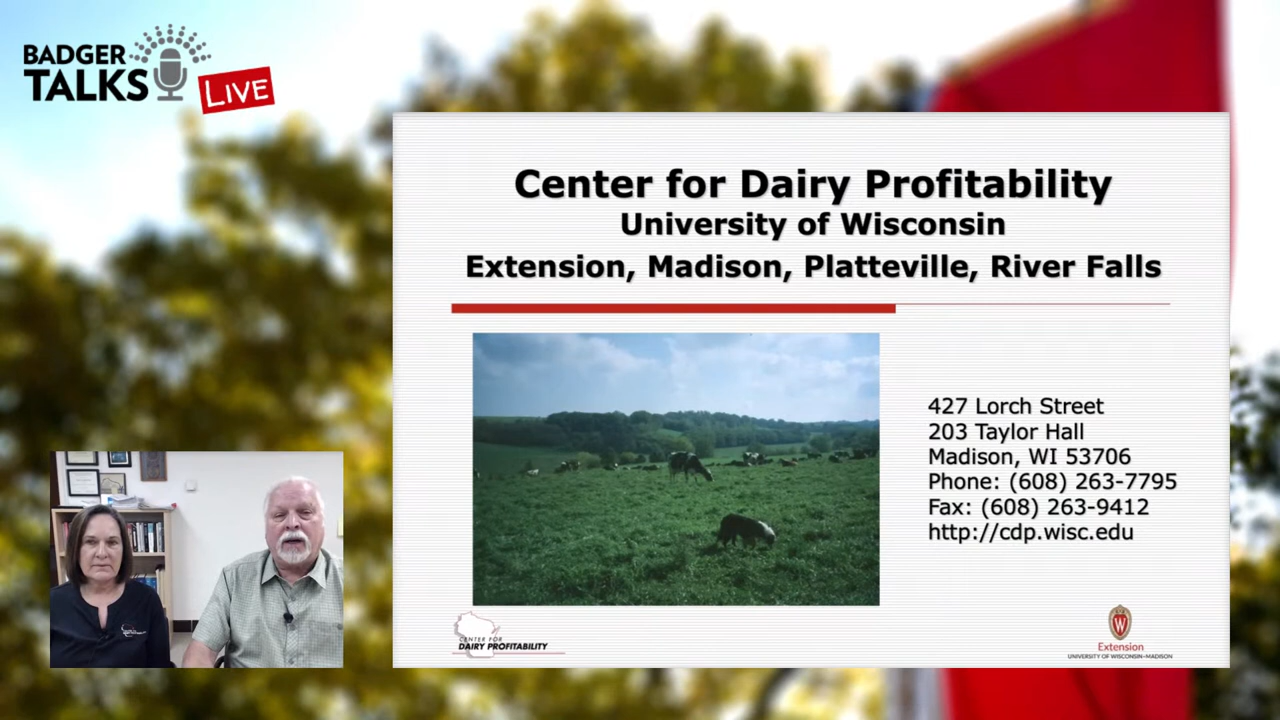 BADGER
TALKS
LIVE
Center for Dairy Profitability
University of Wisconsin
Extension, Madison, Platteville, River Falls
427 Lorch Street
203 Taylor Hall
Madison, WI 53706
Phone: (608) 263-7795
Fax: (608) 263-9412
http://cdp.wisc.edu
CENTER FOR
DAIRY PROFITABILITY
W
Extension
UNIVERSITY OF WISCONSIN–MADISON